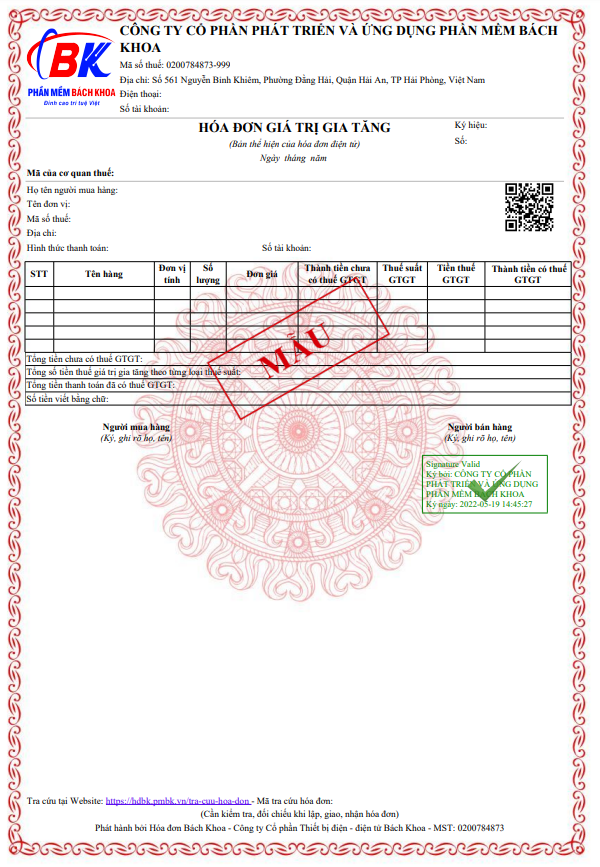 BK
PHẦN MỀM BÁCH KHOA
Đỉnh cao trí tuệ Việt
CÔNG TY CỔ PHẦN PHÁT TRIỂN VÀ ỨNG DỤNG PHẦN MỀM BÁCH
KHOA
Mã số thuế: 0200784873-999
Địa chỉ: Số 561 Nguyễn Bỉnh Khiêm, Phường Đằng Hải, Quận Hải An, TP Hải Phòng, Việt Nam
Điện thoại:
Số tài khoản:
HÓA ĐƠN GIÁ TRỊ GIA TĂNG
(Bản thể hiện của hóa đơn điện tử)
Ngày tháng năm
Ký hiệu:
Số:
Mã của cơ quan thuế:
Họ tên người mua hàng:
Tên đơn vị:
Mã số thuế:
Địa chỉ:
Hình thức thanh toán: Số tài khoản:
STT Tên hàng Đơn vị tính Số lượng Đơn giá Thành tiền chưa có thuế GTGT Thuế suất GTGT Tiền thuế GTGT Thành tiền có thuế GTGT
MẪU
Tổng tiền chưa có thuế GTGT:
Tổng số tiền thuế giá trị gia tăng theo từng loại thuế suất:
Tổng tiền thanh toán đã có thuế GTGT:
Số tiền viết bằng chữ:
Người mua hàng Người bán hàng
(Ký, ghi rõ họ, tên) (Ký, ghi rõ họ, tên)
Signature Valid
Ký bởi: CÔNG TY CỔ PHẦN
PHÁT TRIỂN VÀ ỨNG DỤNG
PHẦN MỀM BÁCH KHOA
Ký ngày: 2022-05-19 14:45:27
Tra cứu tại Website: https://hdbk.pmbk.vn/tra-cuu-hoa-don - Mã tra cứu hóa đơn:
(Cần kiểm tra, đối chiếu khi lập, giao, nhận hóa đơn)
Phát hành bởi Hóa đơn Bách Khoa - Công ty Cổ phần Thiết bị điện - điện tử Bách Khoa - MST: 0200784873